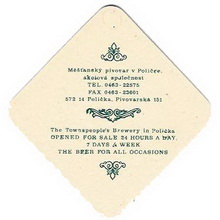 Měšťanský pivovar v Poličce,
akciová společnost
TEL 0463-22575
FAX 0463-23601
572 14 Polička, Pivovarská 151
The Townspeople's Brewery in Polička
OPENED FOR SALE 24 HOURS A DAY,
7 DAYS A WEEK
THE BEER FOR ALL OCCASIONS